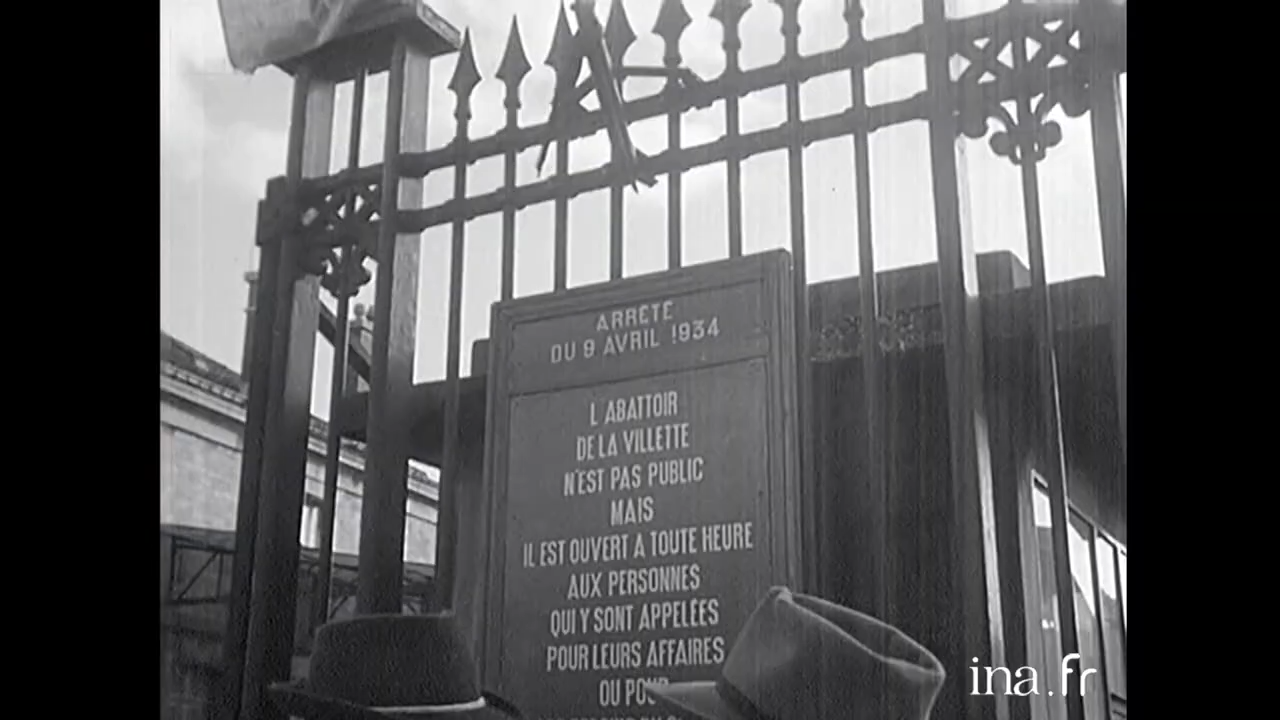 ARRÊTÉ
DU 9 AVRIL 1934
L ABATTOIR
DE LA VILLETTE
N'EST PAS PUBLIC
MAIS
IL EST OUVERT A TOUTE HEURE
AUX PERSONNES
QUI Y SONT APPELÉES
POUR LEURS AFFAIRES
OU POUR
ina.fr